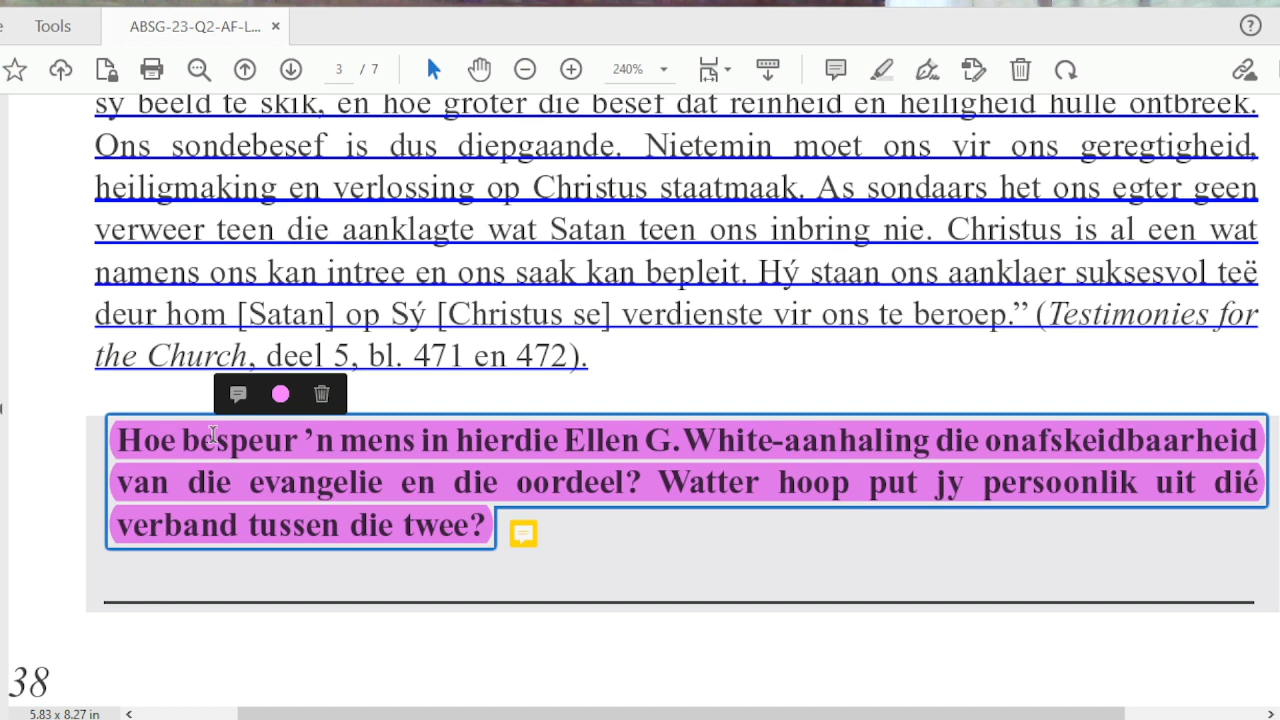 Tools
ABSG-23-Q2-AF-L...
3 / 7
240%
sy beeld te skik, en hoe groter die besef dat reinheid en heiligheid hulle ontbreek.
Ons sondebesef is dus diepgaande. Nietemin moet ons vir ons geregtigheid,
heiligmaking en verlossing op Christus staatmaak. As sondaars het ons egter geen
verweer teen die aanklagte wat Satan teen ons inbring nie. Christus is al een wat
namens ons kan intree en ons saak kan bepleit. Hý staan ons aanklaer suksesvol teë
deur hom [Satan] op Sý [Christus se] verdienste vir ons te beroep.” (Testimonies for
the Church, deel 5, bl. 471 en 472).
Hoe bespeur ’n mens in hierdie Ellen G. White-aanhaling die onafskeidbaarheid
van die evangelie en die oordeel? Watter hoop put jy persoonlik uit dié
verband tussen die twee?
38
5.83 x 8.27 in